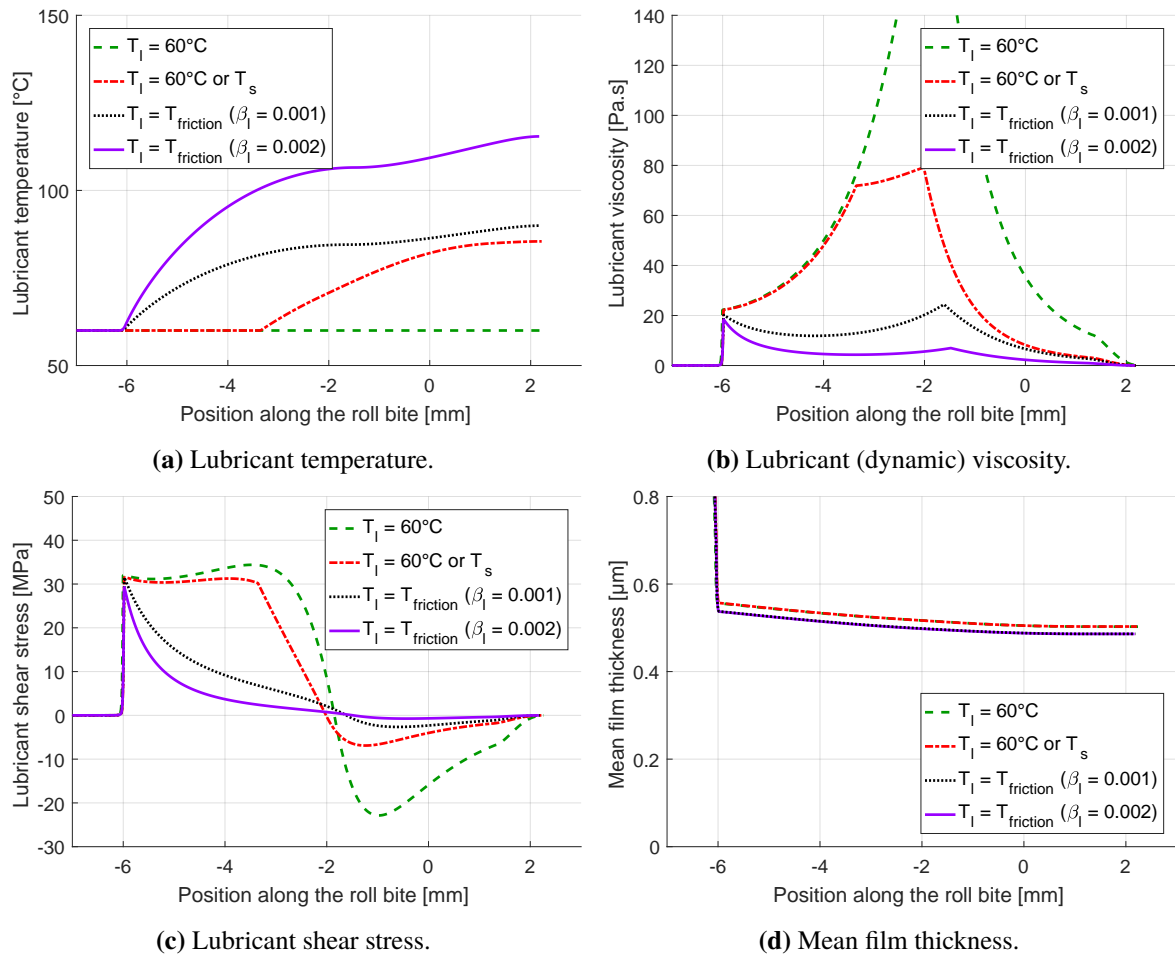 150
100
50
Lubricant temperature [°C]
T_l = 60°C
T_l = 60°C or T_s
T_l = T_friction (β_l = 0.001)
T_l = T_friction (β_l = 0.002)
-6 -4 -2 0 2
Position along the roll bite [mm]
(a) Lubricant temperature.
140
120
100
80
60
40
20
0
Lubricant viscosity [Pa.s]
T_l = 60°C
T_l = 60°C or T_s
T_l = T_friction (β_l = 0.001)
T_l = T_friction (β_l = 0.002)
-6 -4 -2 0 2
Position along the roll bite [mm]
(b) Lubricant (dynamic) viscosity.
50
40
30
20
10
0
-10
-20
-30
Lubricant shear stress [MPa]
T_l = 60°C
T_l = 60°C or T_s
T_l = T_friction (β_l = 0.001)
T_l = T_friction (β_l = 0.002)
-6 -4 -2 0 2
Position along the roll bite [mm]
(c) Lubricant shear stress.
0.8
0.6
0.4
0.2
0
Mean film thickness [µm]
T_l = 60°C
T_l = 60°C or T_s
T_l = T_friction (β_l = 0.001)
T_l = T_friction (β_l = 0.002)
-6 -4 -2 0 2
Position along the roll bite [mm]
(d) Mean film thickness.